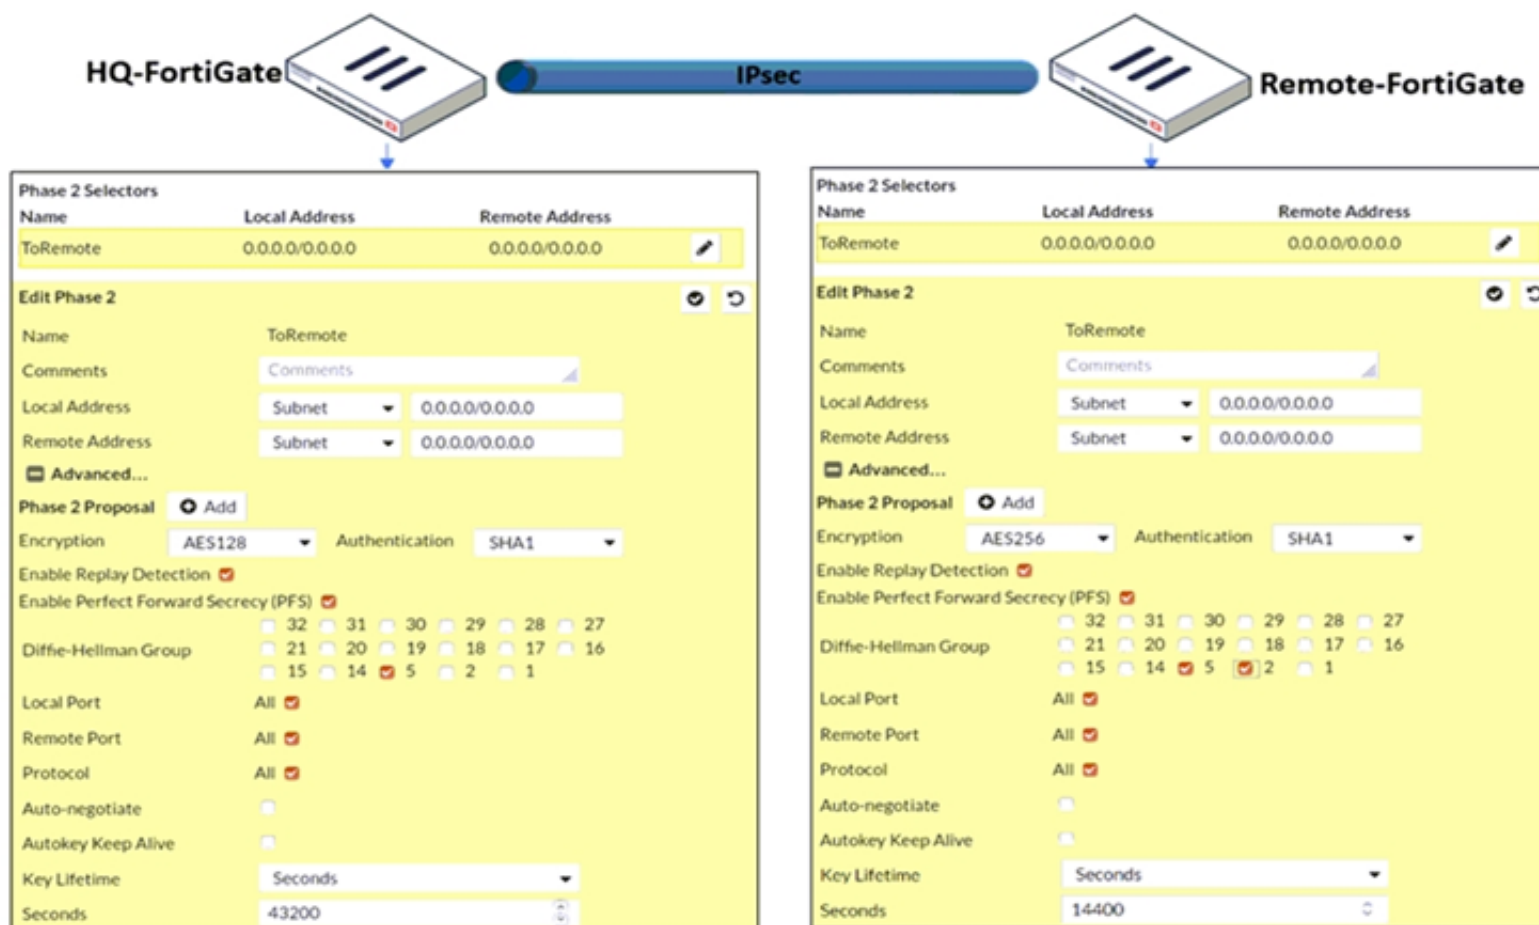 HQ-FortiGate
IPsec
Remote-FortiGate
Phase 2 Selectors
Name Local Address Remote Address
ToRemote 0.0.0.0/0.0.0.0 0.0.0.0/0.0.0.0
Edit Phase 2
Name ToRemote
Comments Comments
Local Address Subnet 0.0.0.0/0.0.0.0
Remote Address Subnet 0.0.0.0/0.0.0.0
Advanced...
Phase 2 Proposal Add
Encryption AES128 Authentication SHA1
Enable Replay Detection
Enable Perfect Forward Secrecy (PFS)
32 31 30 29 28 27
Diffie-Hellman Group 21 20 19 18 17 16
15 14 5 2 1
Local Port All
Remote Port All
Protocol All
Auto-negotiate
Autokey Keep Alive
Key Lifetime Seconds
Seconds 43200
Phase 2 Selectors
Name Local Address Remote Address
ToRemote 0.0.0.0/0.0.0.0 0.0.0.0/0.0.0.0
Edit Phase 2
Name ToRemote
Comments Comments
Local Address Subnet 0.0.0.0/0.0.0.0
Remote Address Subnet 0.0.0.0/0.0.0.0
Advanced...
Phase 2 Proposal Add
Encryption AES256 Authentication SHA1
Enable Replay Detection
Enable Perfect Forward Secrecy (PFS)
32 31 30 29 28 27
Diffie-Hellman Group 21 20 19 18 17 16
15 14 5 2 1
Local Port All
Remote Port All
Protocol All
Auto-negotiate
Autokey Keep Alive
Key Lifetime Seconds
Seconds 14400